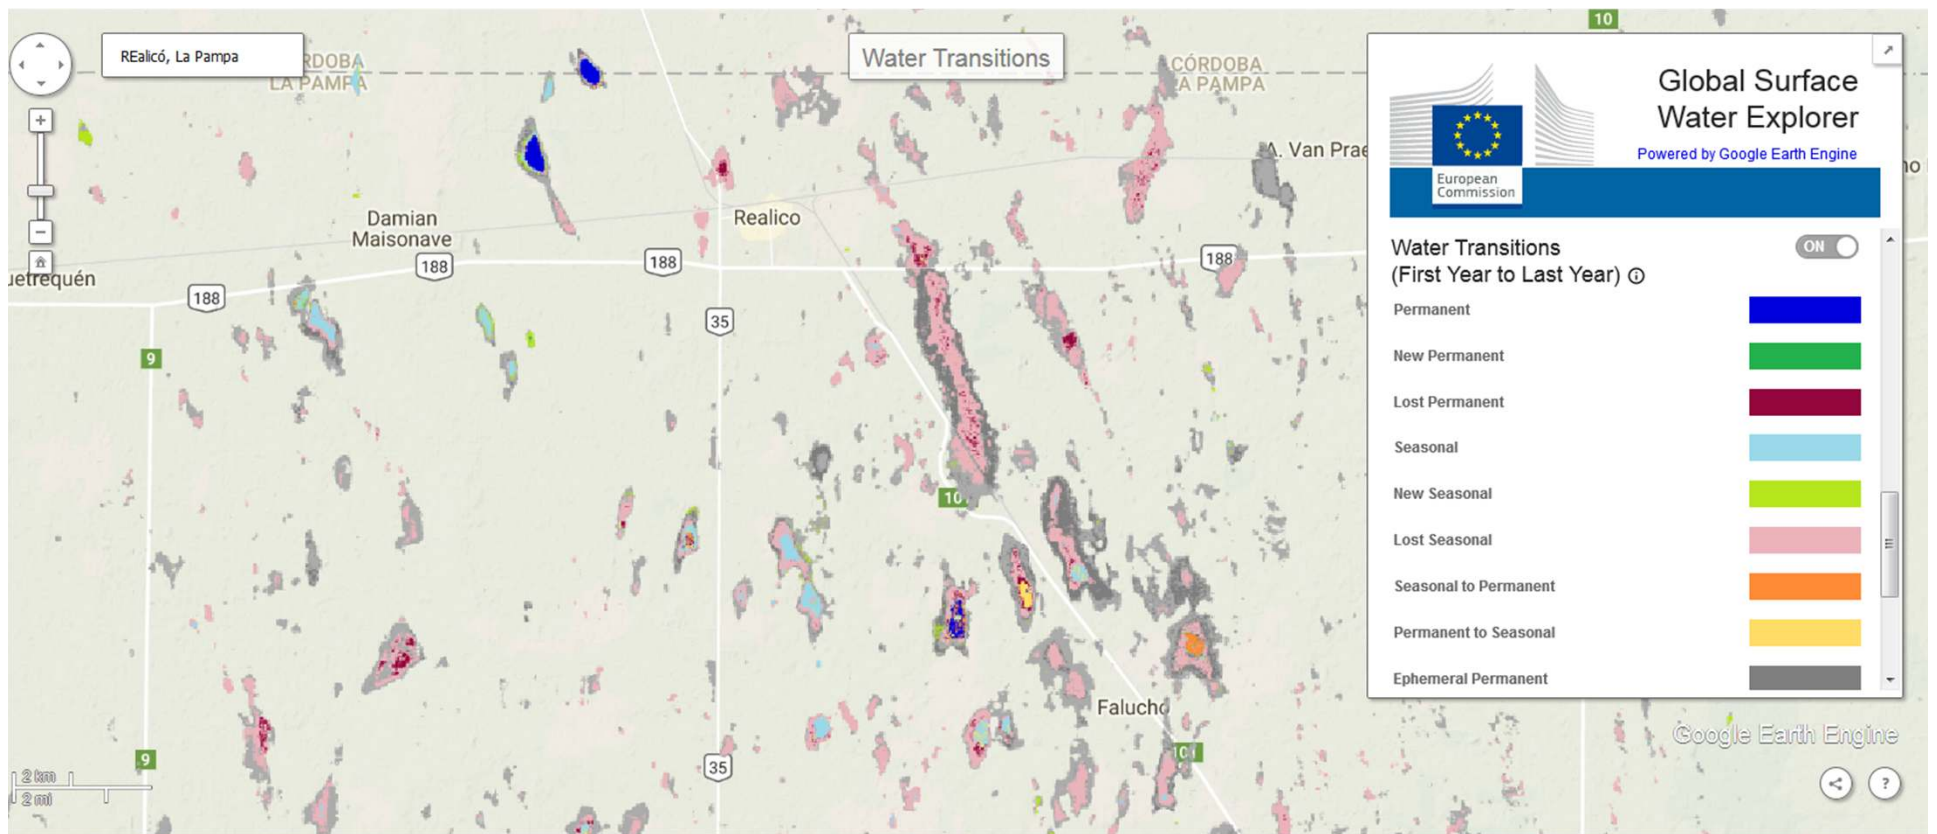 10
REalicó, La Pampa
RDOBA
LA PAMPA
Water Transitions
CÓRDOBA
A PAMPA
Global Surface
Water Explorer
Powered by Google Earth Engine
European
Commission
A. Van Prae
Damian
Maisonave
Realico
188
188
188
188
uetrequén
35
9
10
Water Transitions
(First Year to Last Year)
ON
Permanent
New Permanent
Lost Permanent
Seasonal
New Seasonal
Lost Seasonal
Seasonal to Permanent
Permanent to Seasonal
Ephemeral Permanent
Falucho
Google Earth Engine
9
35
10
2 km
2 mi
?